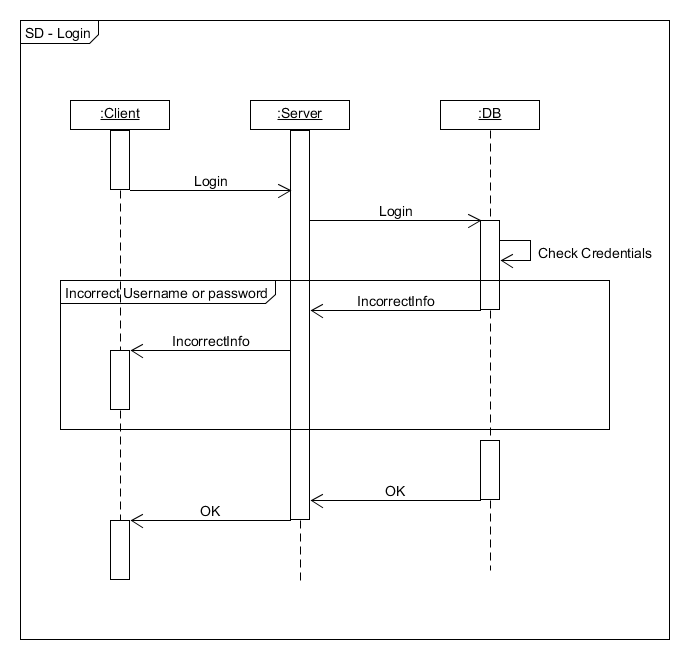 SD - Login
:Client
:Server
:DB
Login
Login
Check Credentials
Incorrect Username or password
IncorrectInfo
IncorrectInfo
OK
OK